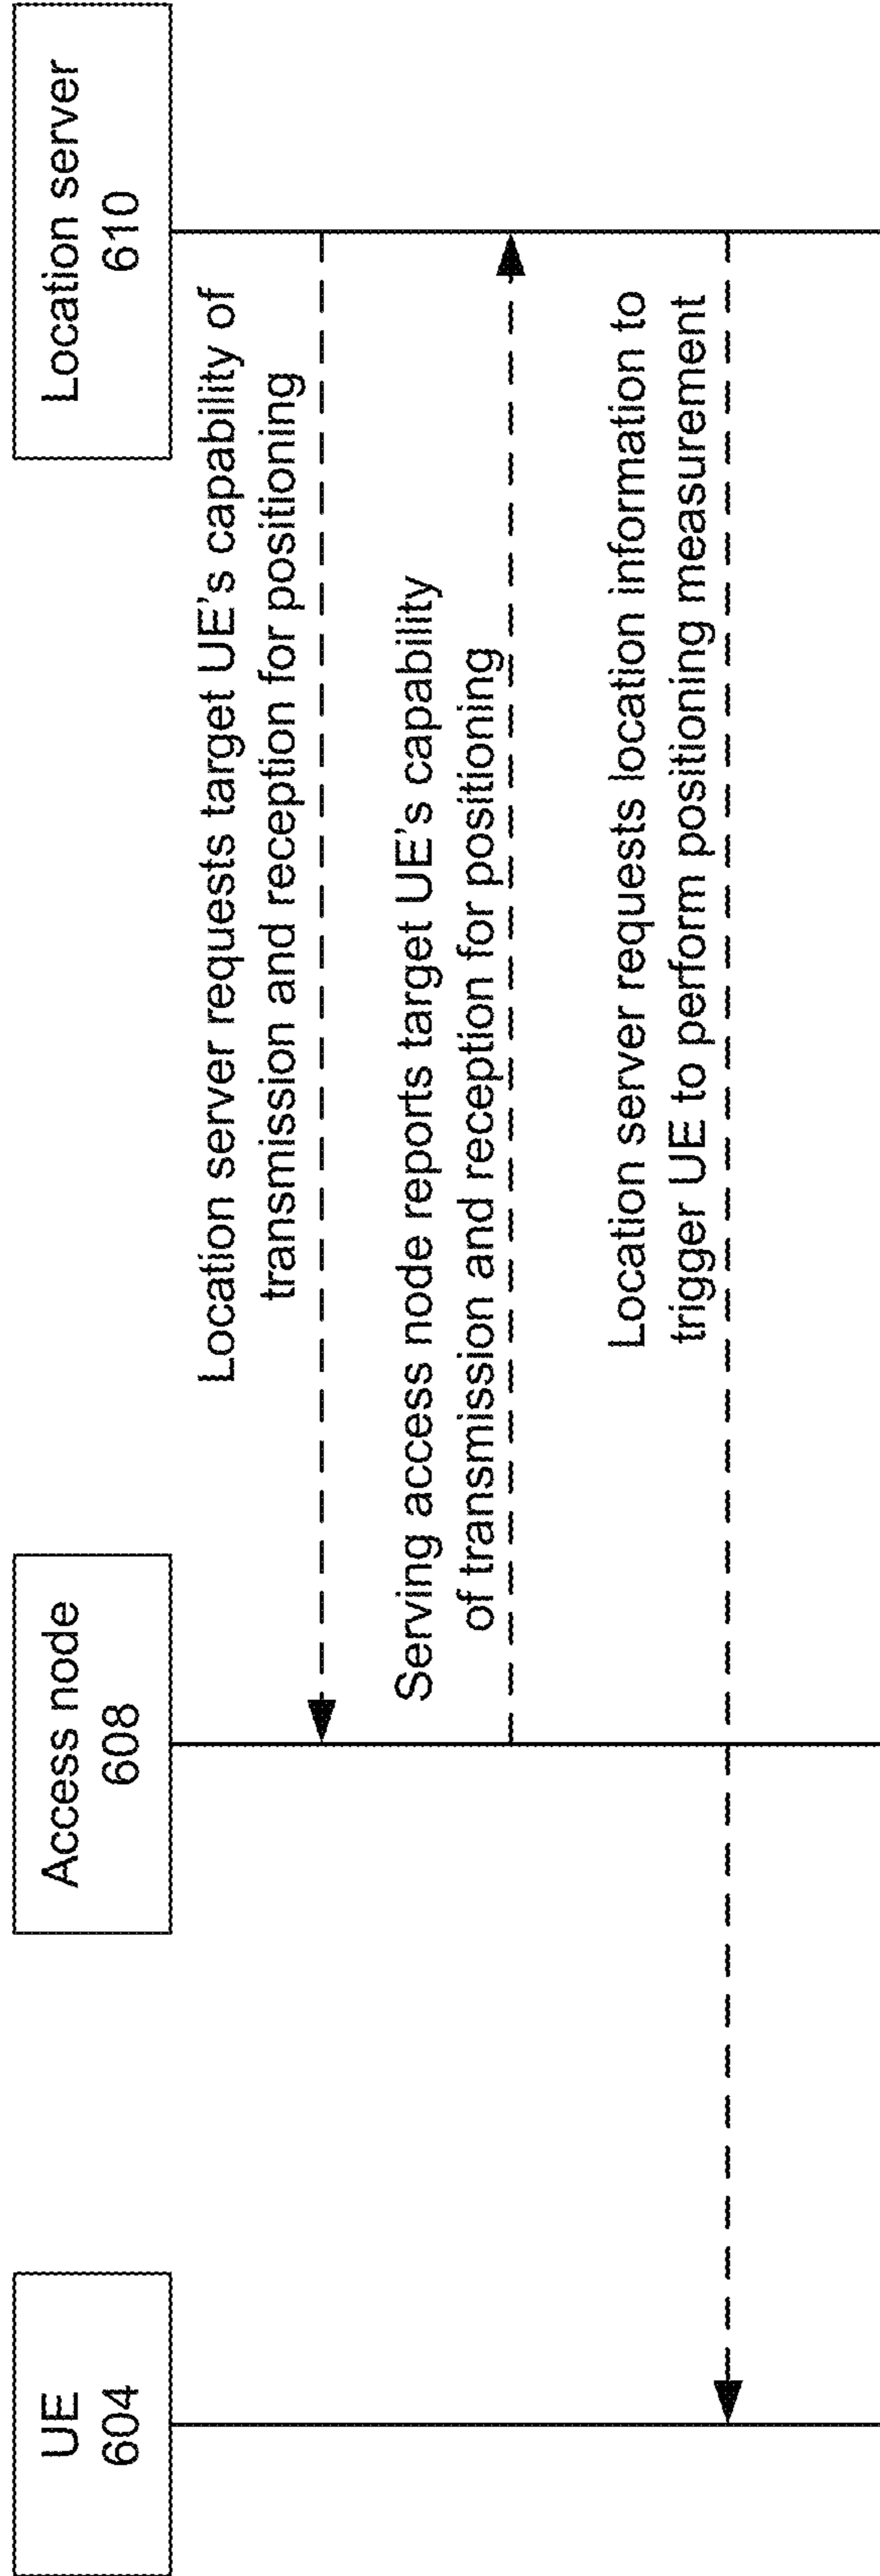 UE
604
Access node
608
Location server
610
Location server requests target UE's capability of
transmission and reception for positioning
Serving access node reports target UE's capability
of transmission and reception for positioning
Location server requests location information to
trigger UE to perform positioning measurement